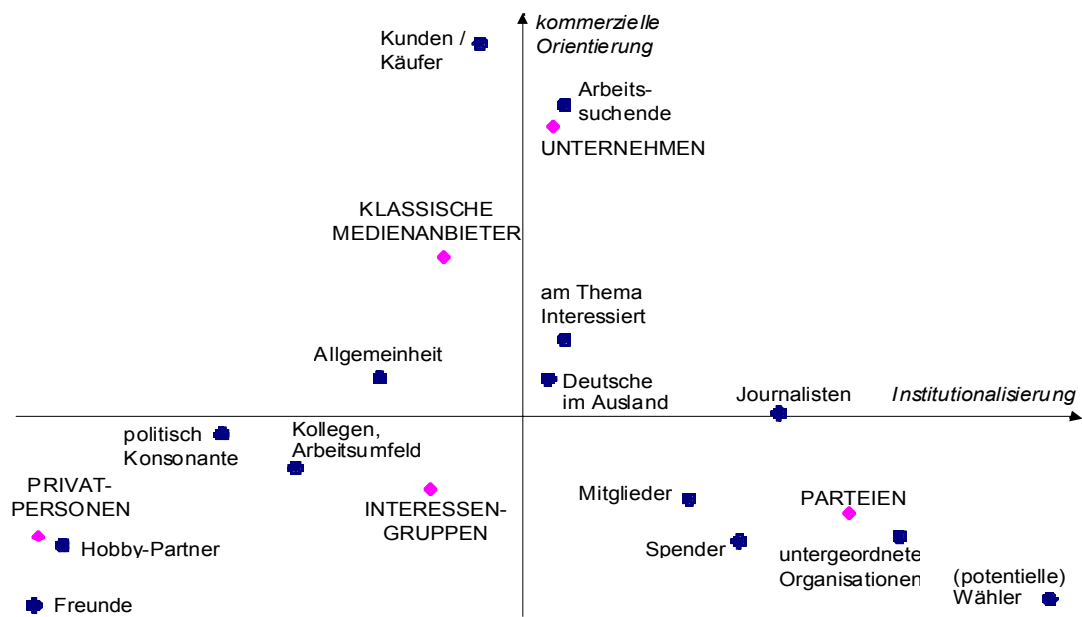 kommerzielle
Orientierung
Kunden /
Käufer
Arbeits-
suchende
UNTERNEHMEN
KLASSISCHE
MEDIENANBIETER
am Thema
Interessiert
Allgemeinheit
Deutsche
im Ausland
Journalisten
Institutionalisierung
politisch
Konsonante
Kollegen,
Arbeitsumfeld
PRIVAT-
PERSONEN
INTERESSEN-
GRUPPEN
Mitglieder
PARTEIEN
Hobby-Partner
Spender
untergeordnete
Organisationen
(potentielle)
Wähler
Freunde